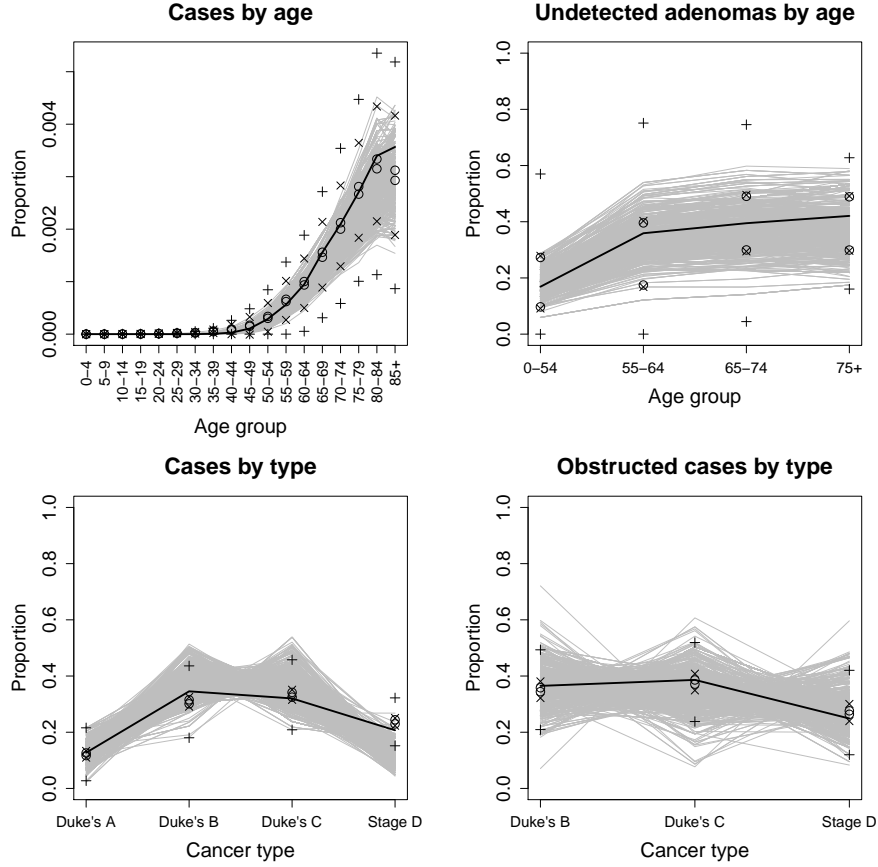 Cases by age
Proportion
0.004
0.002
0.000
0−4
5−9
10−14
15−19
20−24
25−29
30−34
35−39
40−44
45−49
50−54
55−59
60−64
65−69
70−74
75−79
80−84
85+
Age group
Undetected adenomas by age
Proportion
1.0
0.8
0.6
0.4
0.2
0.0
0−54
55−64
65−74
75+
Age group
Cases by type
Proportion
1.0
0.8
0.6
0.4
0.2
0.0
Duke's A
Duke's B
Duke's C
Stage D
Cancer type
Obstructed cases by type
Proportion
1.0
0.8
0.6
0.4
0.2
0.0
Duke's B
Duke's C
Stage D
Cancer type